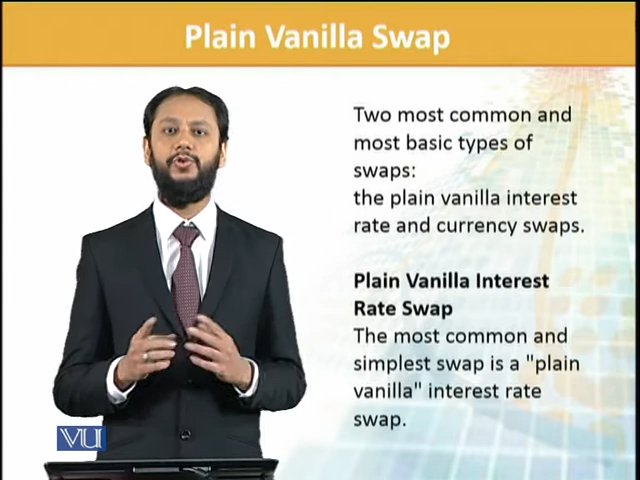 Plain Vanilla Swap
Two most common and
most basic types of
swaps:
the plain vanilla interest
rate and currency swaps.
Plain Vanilla Interest
Rate Swap
The most common and
simplest swap is a "plain
vanilla" interest rate
swap.
VU